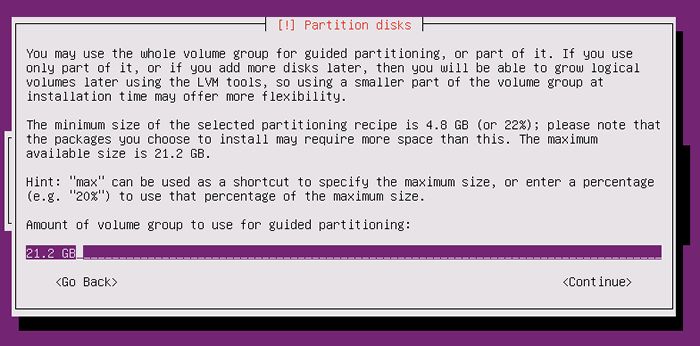 [!] Partition disks
You may use the whole volume group for guided partitioning, or part of it. If you use
only part of it, or if you add more disks later, then you will be able to grow logical
volumes later using the LVM tools, so using a smaller part of the volume group at
installation time may offer more flexibility.
The minimum size of the selected partitioning recipe is 4.8 GB (or 22%); please note that
the packages you choose to install may require more space than this. The maximum
available size is 21.2 GB.
Hint: "max" can be used as a shortcut to specify the maximum size, or enter a percentage
(e.g. "20%") to use that percentage of the maximum size.
Amount of volume group to use for guided partitioning:
21.2 GB
<Go Back> <Continue>